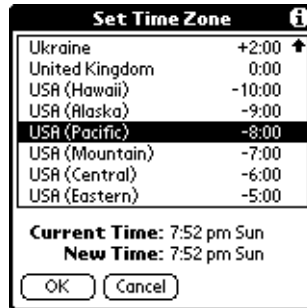 Set Time Zone i
Ukraine +2:00
United Kingdom 0:00
USA (Hawaii) -10:00
USA (Alaska) -9:00
USA (Pacific) -8:00
USA (Mountain) -7:00
USA (Central) -6:00
USA (Eastern) -5:00
Current Time: 7:52 pm Sun
New Time: 7:52 pm Sun
OK Cancel